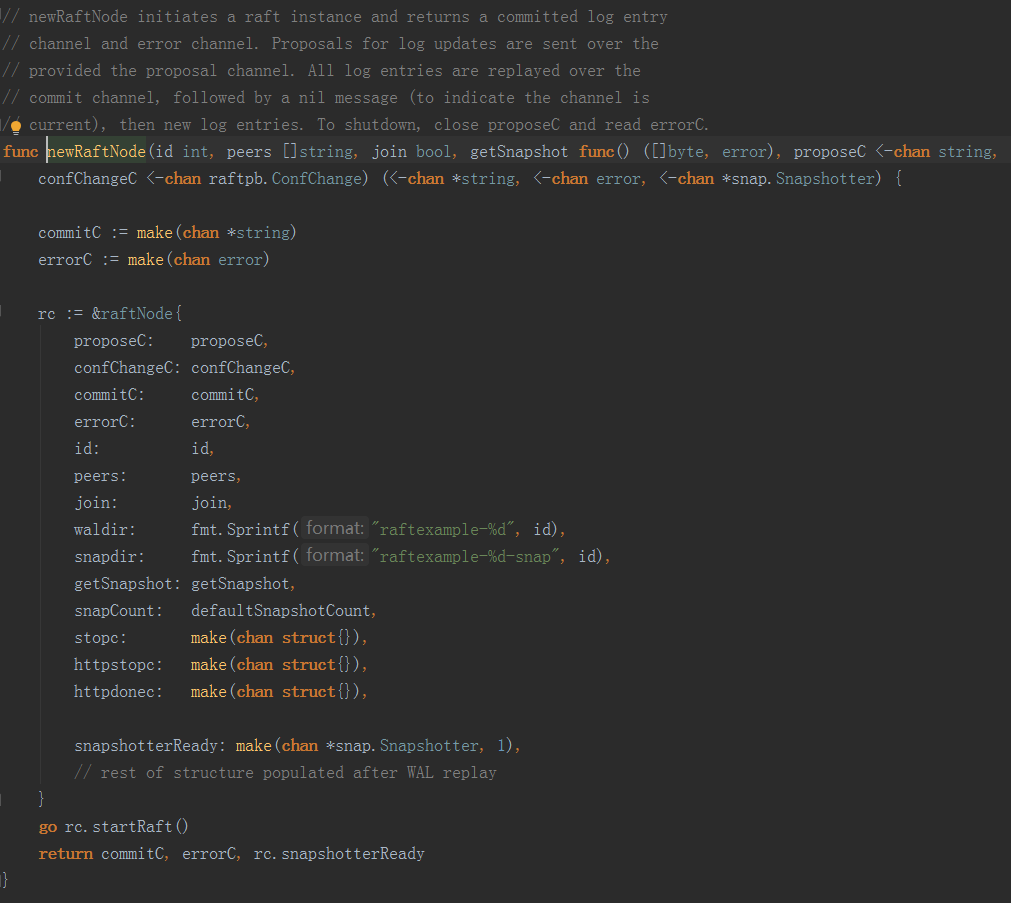 // newRaftNode initiates a raft instance and returns a committed log entry
// channel and error channel. Proposals for log updates are sent over the
// provided the proposal channel. All log entries are replayed over the
// commit channel, followed by a nil message (to indicate the channel is
// current), then new log entries. To shutdown, close proposeC and read errorC.
func newRaftNode(id int, peers []string, join bool, getSnapshot func() ([]byte, error), proposeC <-chan string,
    confChangeC <-chan raftpb.ConfChange) (<-chan *string, <-chan error, <-chan *snap.Snapshotter) {
    commitC := make(chan *string)
    errorC := make(chan error)
    rc := &raftNode{
        proposeC:    proposeC,
        confChangeC: confChangeC,
        commitC:     commitC,
        errorC:      errorC,
        id:          id,
        peers:       peers,
        join:        join,
        waldir:      fmt.Sprintf( format: "raftexample-%d", id),
        snapdir:     fmt.Sprintf( format: "raftexample-%d-snap", id),
        getSnapshot: getSnapshot,
        snapCount:   defaultSnapshotCount,
        stopc:       make(chan struct{}),
        httpstopc:   make(chan struct{}),
        httpdonec:   make(chan struct{}),
        snapshotterReady: make(chan *snap.Snapshotter, 1),
        // rest of structure populated after WAL replay
    }
    go rc.startRaft()
    return commitC, errorC, rc.snapshotterReady
}